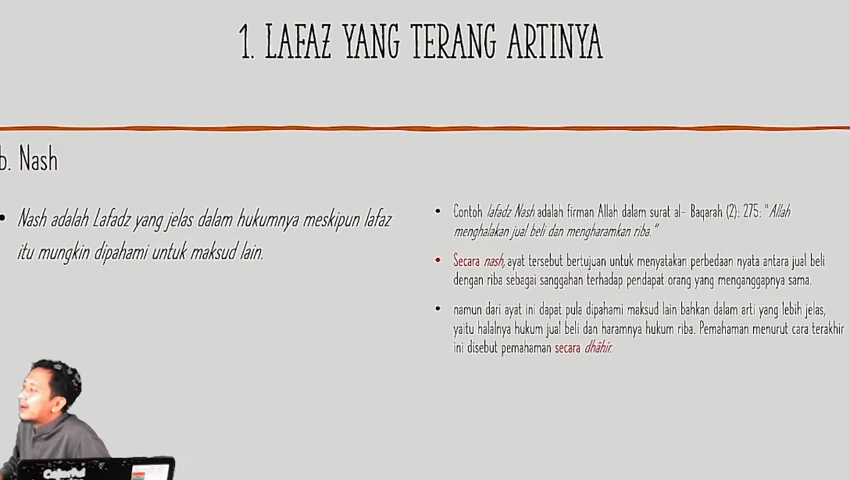 1. LAFAZ YANG TERANG ARTINYA
b. Nash
• Nash adalah Lafadz yang jelas dalam hukumnya meskipun lafaz
itu mungkin dipahami untuk maksud lain.
• Contoh lafadz Nash adalah firman Allah dalam surat al- Baqarah (2): 275: "Allah
menghalakan jual beli dan mengharamkan riba."
• Secara nash, ayat tersebut bertujuan untuk menyatakan perbedaan nyata antara jual beli
dengan riba sebagai sanggahan terhadap pendapat orang yang menganggapnya sama.
• namun dari ayat ini dapat pula dipahami maksud lain bahkan dalam arti yang lebih jelas,
yaitu halalnya hukum jual beli dan haramnya hukum riba. Pemahaman menurut cara terakhir
ini disebut pemahaman secara dhâhir.
Colorful